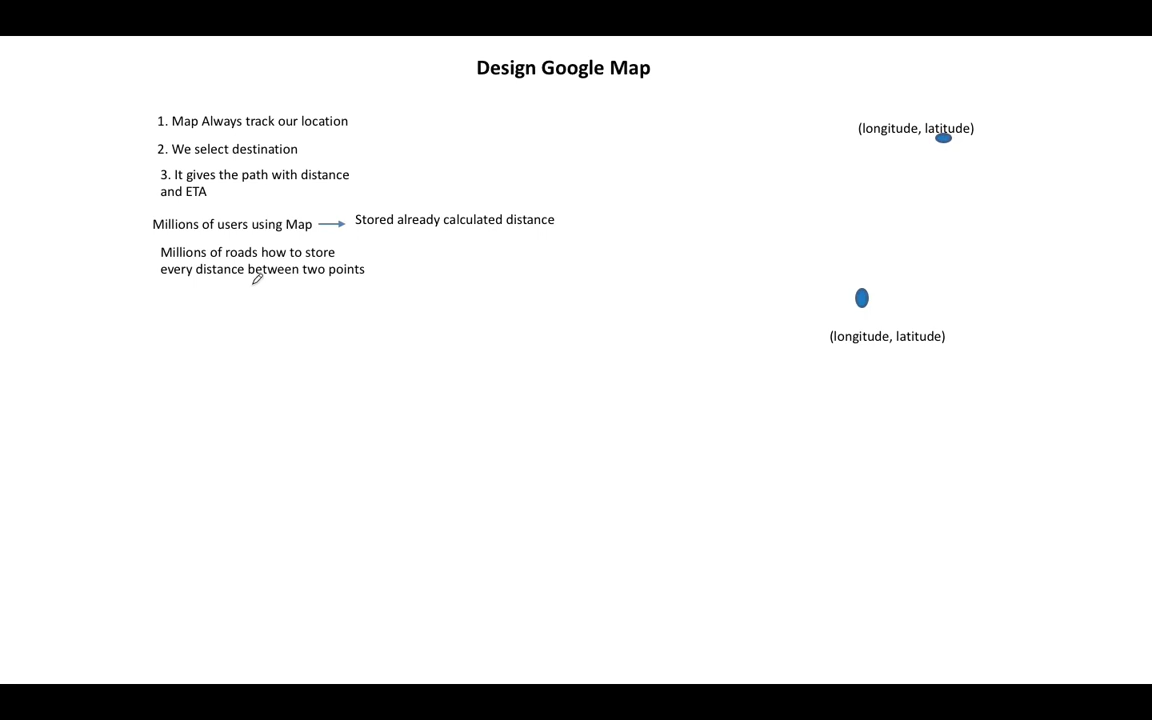 Design Google Map
1. Map Always track our location
(longitude, latitude)
2. We select destination
3. It gives the path with distance
and ETA
Millions of users using Map
Stored already calculated distance
Millions of roads how to store
every distance between two points
(longitude, latitude)